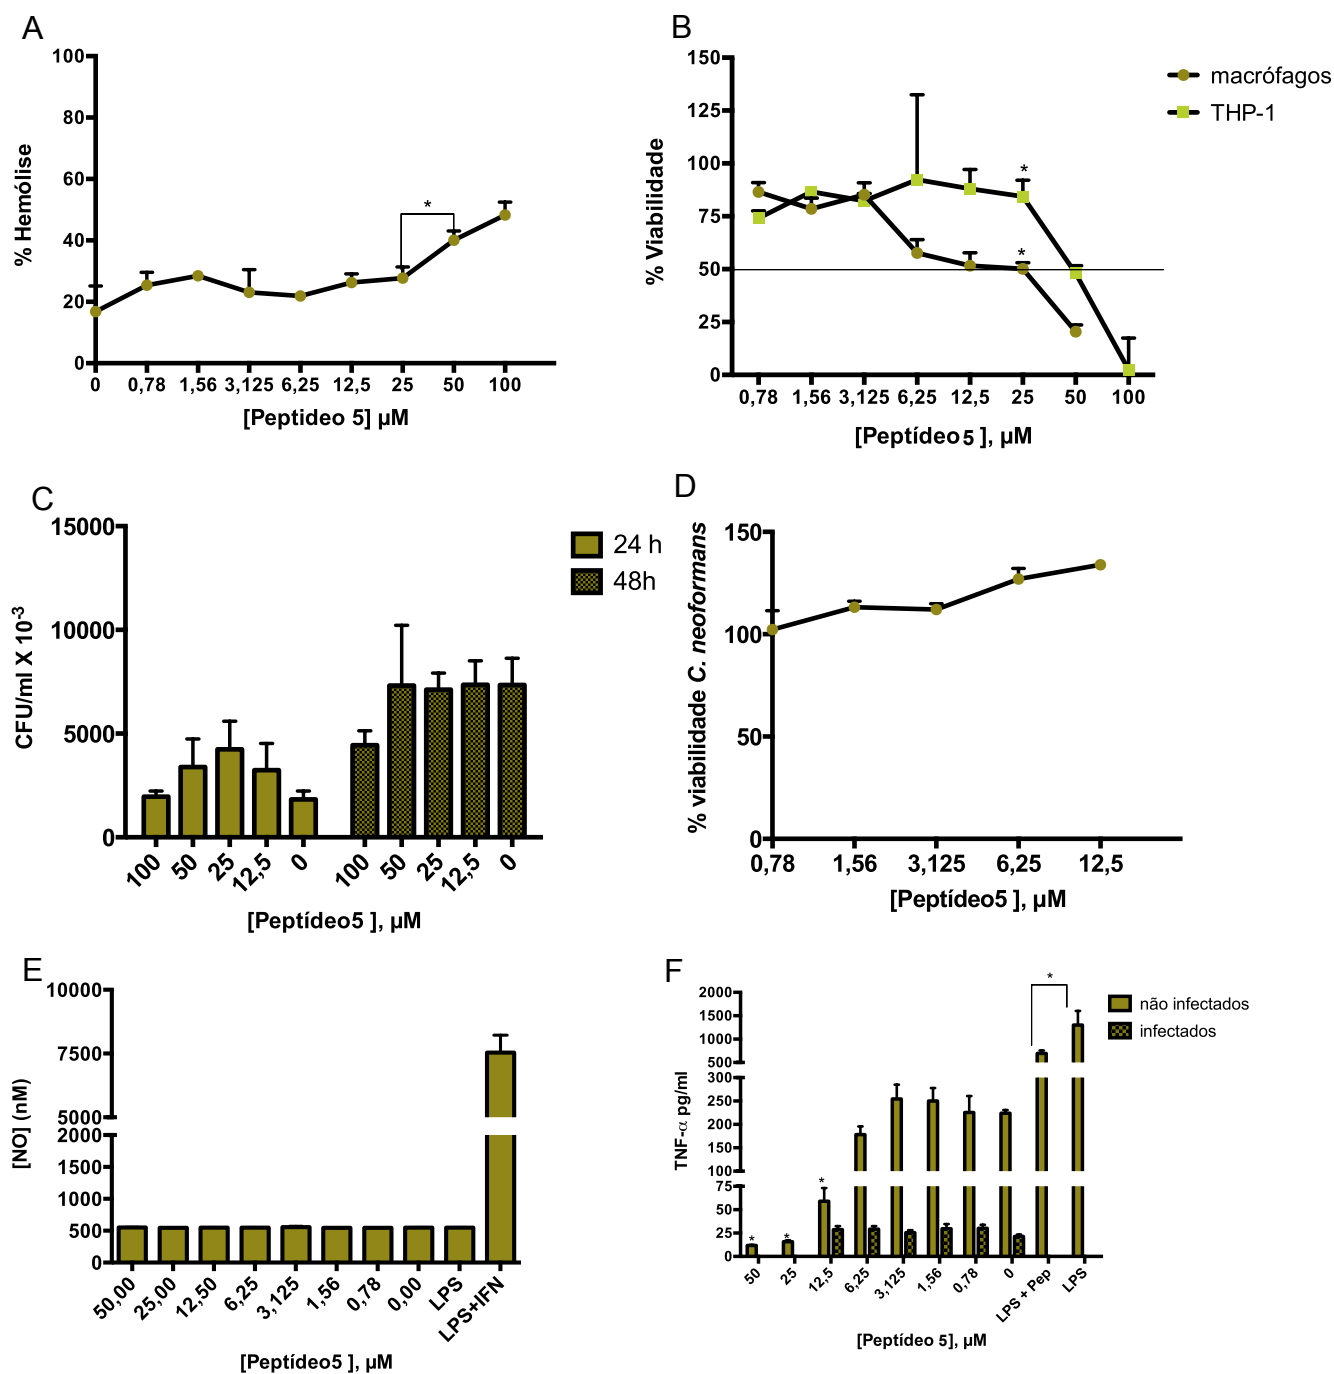 A
100
80
60
40
20
0
% Hemólise
0 0,78 1,56 3,125 6,25 12,5 25 50 100
*
[Peptideo 5] µM
B
150
125
100
75
50
25
0
% Viabilidade
0,78 1,56 3,125 6,25 12,5 25 50 100
*
*
[Peptídeo 5 ], µM
macrófagos
THP-1
C
15000
10000
5000
0
CFU/ml X 10-3
100 50 25 12,5 0 100 50 25 12,5 0
[Peptídeo5 ], µM
24 h
48h
D
150
100
50
0
% viabilidade C. neoformans
0,78 1,56 3,125 6,25 12,5
[Peptídeo5 ], µM
E
10000
7500
5000
2000
1500
1000
500
0
[NO] (nM)
50,00 25,00 12,50 6,25 3,125 1,56 0,78 0,00 LPS LPS+IFN
[Peptídeo5 ], µM
F
2000
1500
1000
500
300
250
200
150
100
75
50
25
0
TNF-α pg/ml
*
*
*
*
50 25 12,5 6,25 3,125 1,56 0,78 0 LPS + Pep LPS
[Peptídeo 5], µM
não infectados
infectados